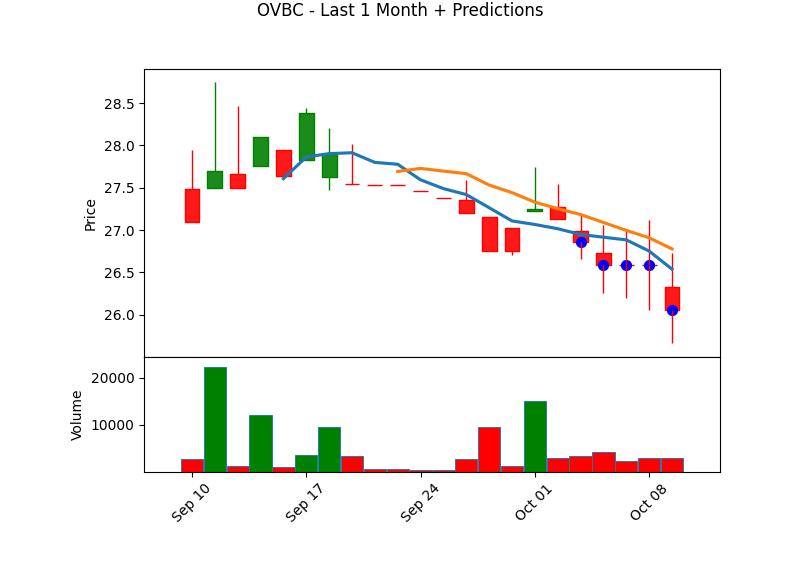 OVBC - Last 1 Month + Predictions
28.5
28.0
27.5
27.0
26.5
26.0
Price
20000
10000
Volume
Sep 10
Sep 17
Sep 24
Oct 01
Oct 08